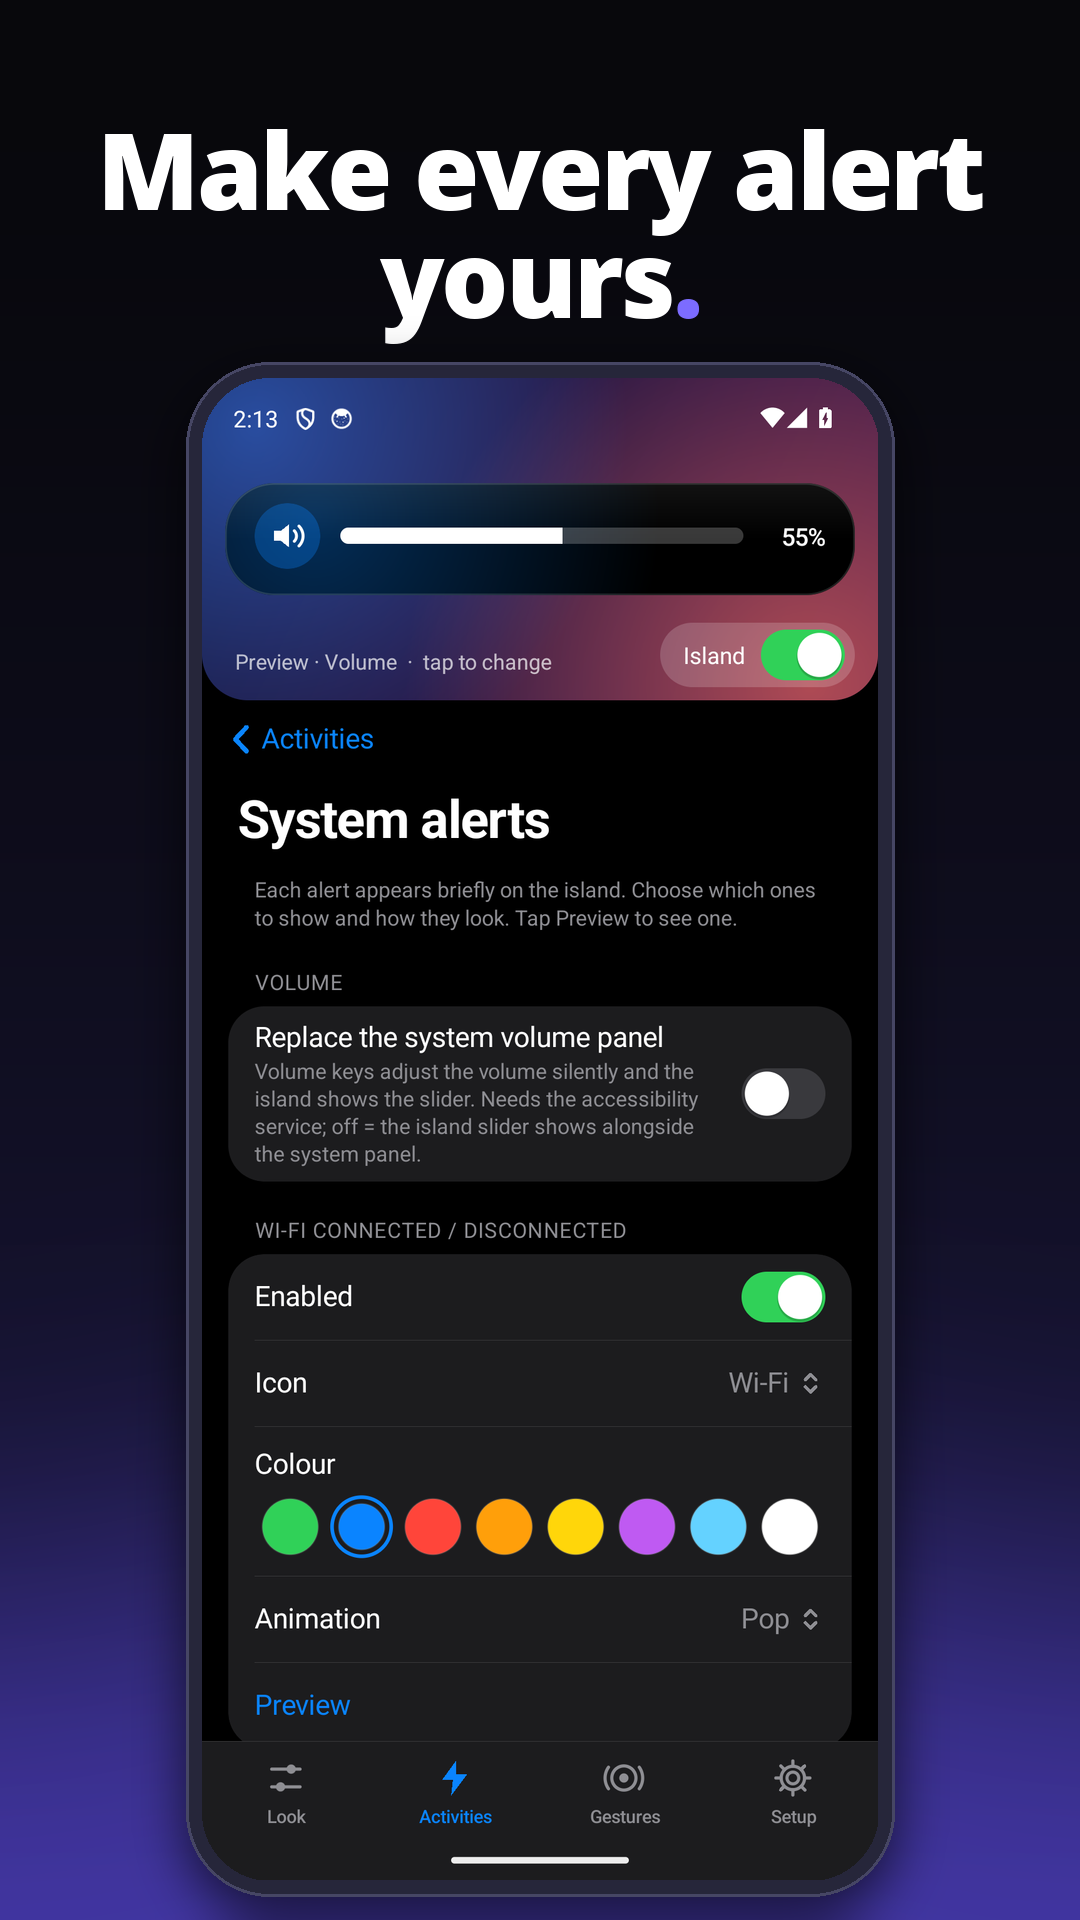 Make every alert
yours.
2:13
55%
Preview · Volume · tap to change
Island
Activities
System alerts
Each alert appears briefly on the island. Choose which ones
to show and how they look. Tap Preview to see one.
VOLUME
Replace the system volume panel
Volume keys adjust the volume silently and the
island shows the slider. Needs the accessibility
service; off = the island slider shows alongside
the system panel.
WI-FI CONNECTED / DISCONNECTED
Enabled
Icon
Wi-Fi
Colour
Animation
Pop
Preview
Look
Activities
Gestures
Setup